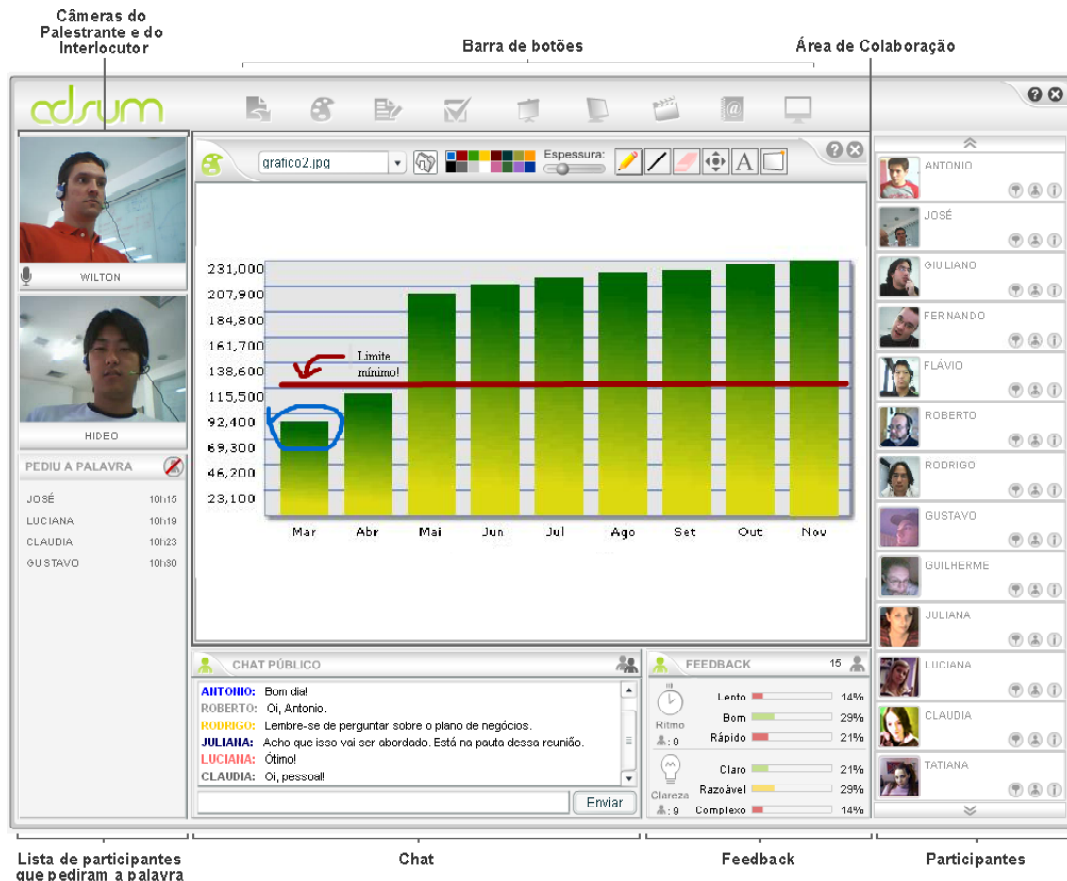 Câmeras do
Palestrante e do
Interlocutor
Barra de botões
Área de Colaboração
adsum
WILTON
HIDEO
PEDIU A PALAVRA
JOSÉ 10h15
LUCIANA 10h19
CLAUDIA 10h23
GUSTAVO 10h30
grafico2.jpg
Espessura:
A
231,000
207,900
184,800
161,700
138,600
115,500
92,400
69,300
46,200
23,100
Limite
mínimo!
Mar Abr Mai Jun Jul Ago Set Out Nov
CHAT PÚBLICO
ANTONIO: Bom dia!
ROBERTO: Oi, Antonio.
RODRIGO: Lembre-se de perguntar sobre o plano de negócios.
JULIANA: Acho que isso vai ser abordado. Está na pauta dessa reunião.
LUCIANA: Ótimo!
CLAUDIA: Oi, pessoal!
Enviar
FEEDBACK 15
Ritmo
: 0
Lento 14%
Bom 29%
Rápido 21%
Clareza
: 9
Claro 21%
Razoável 29%
Complexo 14%
ANTONIO
JOSÉ
GIULIANO
FERNANDO
FLÁVIO
ROBERTO
RODRIGO
GUSTAVO
GUILHERME
JULIANA
LUCIANA
CLAUDIA
TATIANA
Lista de participantes
que pediram a palavra
Chat
Feedback
Participantes